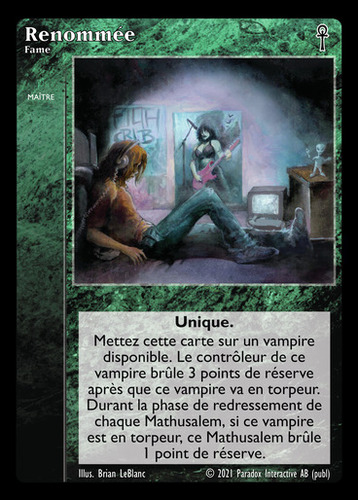 Renommée
Fame
MAÎTRE
FILTH
CRIB
Unique.
Mettez cette carte sur un vampire
disponible. Le contrôleur de ce
vampire brûle 3 points de réserve
après que ce vampire va en torpeur.
Durant la phase de redressement de
chaque Mathusalem, si ce vampire
est en torpeur, ce Mathusalem brûle
1 point de réserve.
Illus. Brian LeBlanc
© 2021 Paradox Interactive AB (publ)